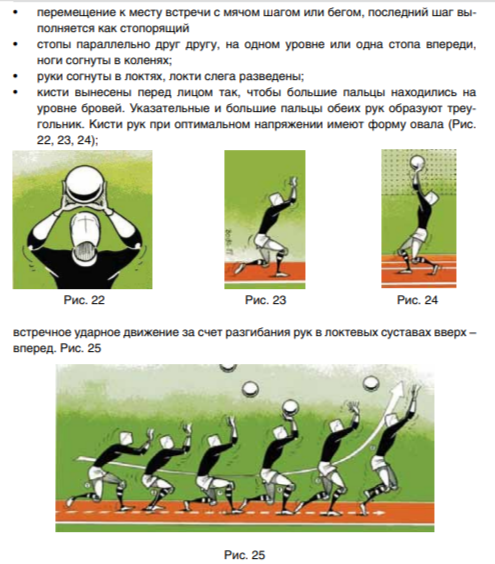 • перемещение к месту встречи с мячом шагом или бегом, последний шаг вы-
полняется как стопорящий
• стопы параллельно друг другу, на одном уровне или одна стопа впереди,
ноги согнуты в коленях;
• руки согнуты в локтях, локти слега разведены;
• кисти вынесены перед лицом так, чтобы большие пальцы находились на
уровне бровей. Указательные и большие пальцы обеих рук образуют треу-
гольник. Кисти рук при оптимальном напряжении имеют форму овала (Рис.
22, 23, 24);
Рис. 22
Рис. 23
Рис. 24
встречное ударное движение за счет разгибания рук в локтевых суставах вверх –
вперед. Рис. 25
Рис. 25